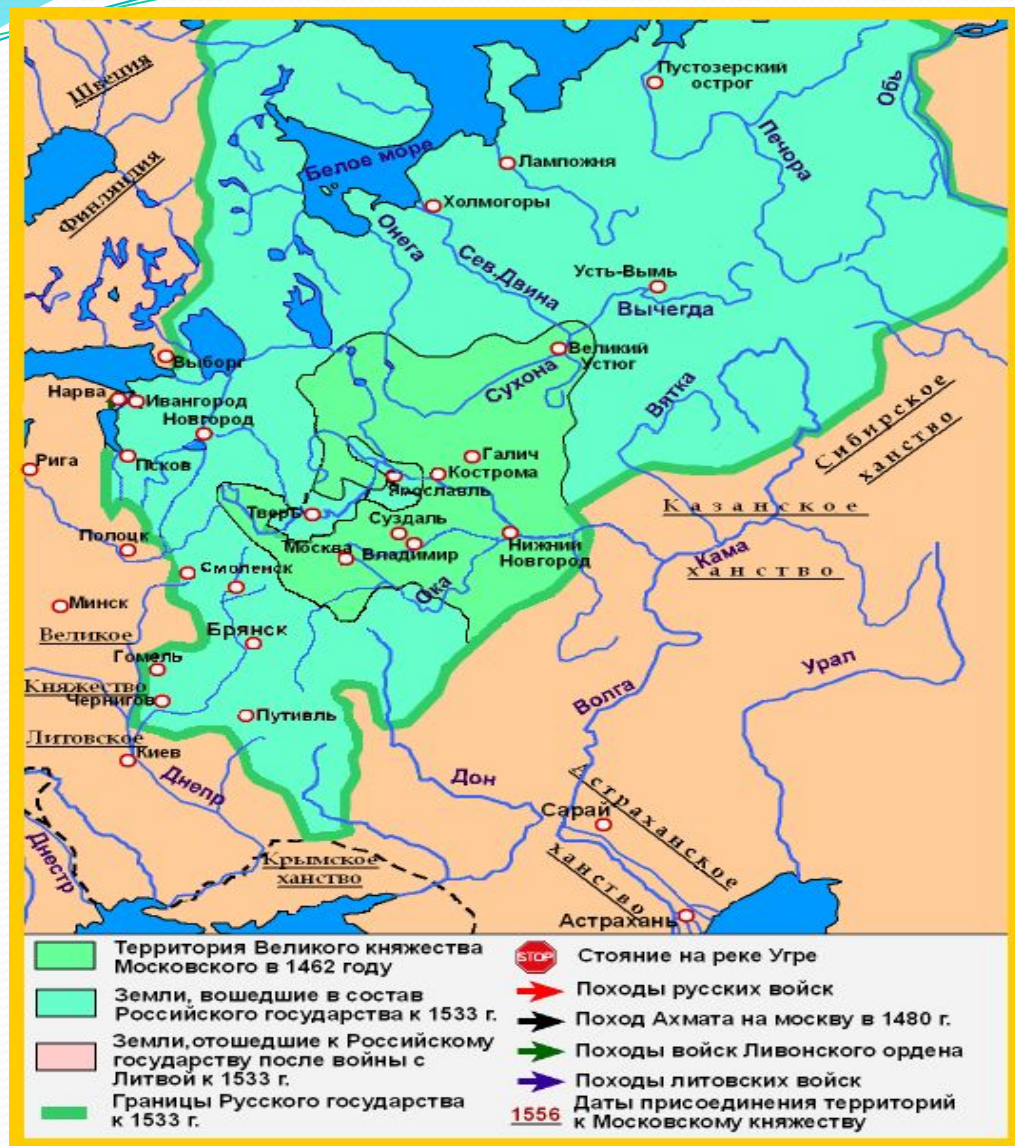 Швеция
Финляндия
Белое море
Пустозерский
острог
Обь
Печора
Лампожня
Холмогоры
Онега
Сев.Двина
Усть-Вымь
Вычегда
Великий
Устюг
Сухона
Выборг
Нарва
Ивангород
Новгород
Вятка
Сибирское
ханство
Рига
Псков
Галич
Кострома
Ярославль
Казанское
ханство
Тверь
Суздаль
Полоцк
Москва
Владимир
Нижний
Новгород
Кама
Смоленск
Ока
Минск
Великое
Брянск
Гомель
Урал
Княжество
Чернигов
Волга
Путивль
Литовское
Киев
Днепр
Дон
Астраханское
ханство
Сарай
Днестр
Крымское
ханство
Астрахань
Территория Великого княжества
Московского в 1462 году
Земли, вошедшие в состав
Российского государства к 1533 г.
Земли,отошедшие к Российскому
государству после войны с
Литвой к 1533 г.
Границы Русского государства
к 1533 г.
STOP Стояние на реке Угре
Походы русских войск
Поход Ахмата на москву в 1480 г.
Походы войск Ливонского ордена
Походы литовских войск
1556 Даты присоединения территорий
к Московскому княжеству